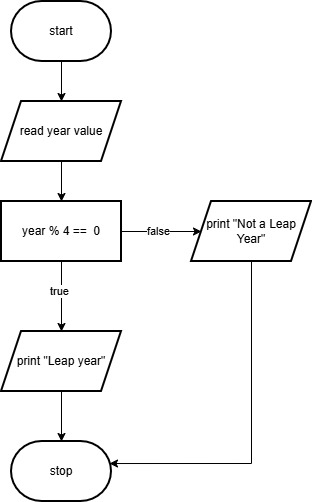 start
read year value
year % 4 ==  0
false
print "Not a Leap
Year"
true
print "Leap year"
stop